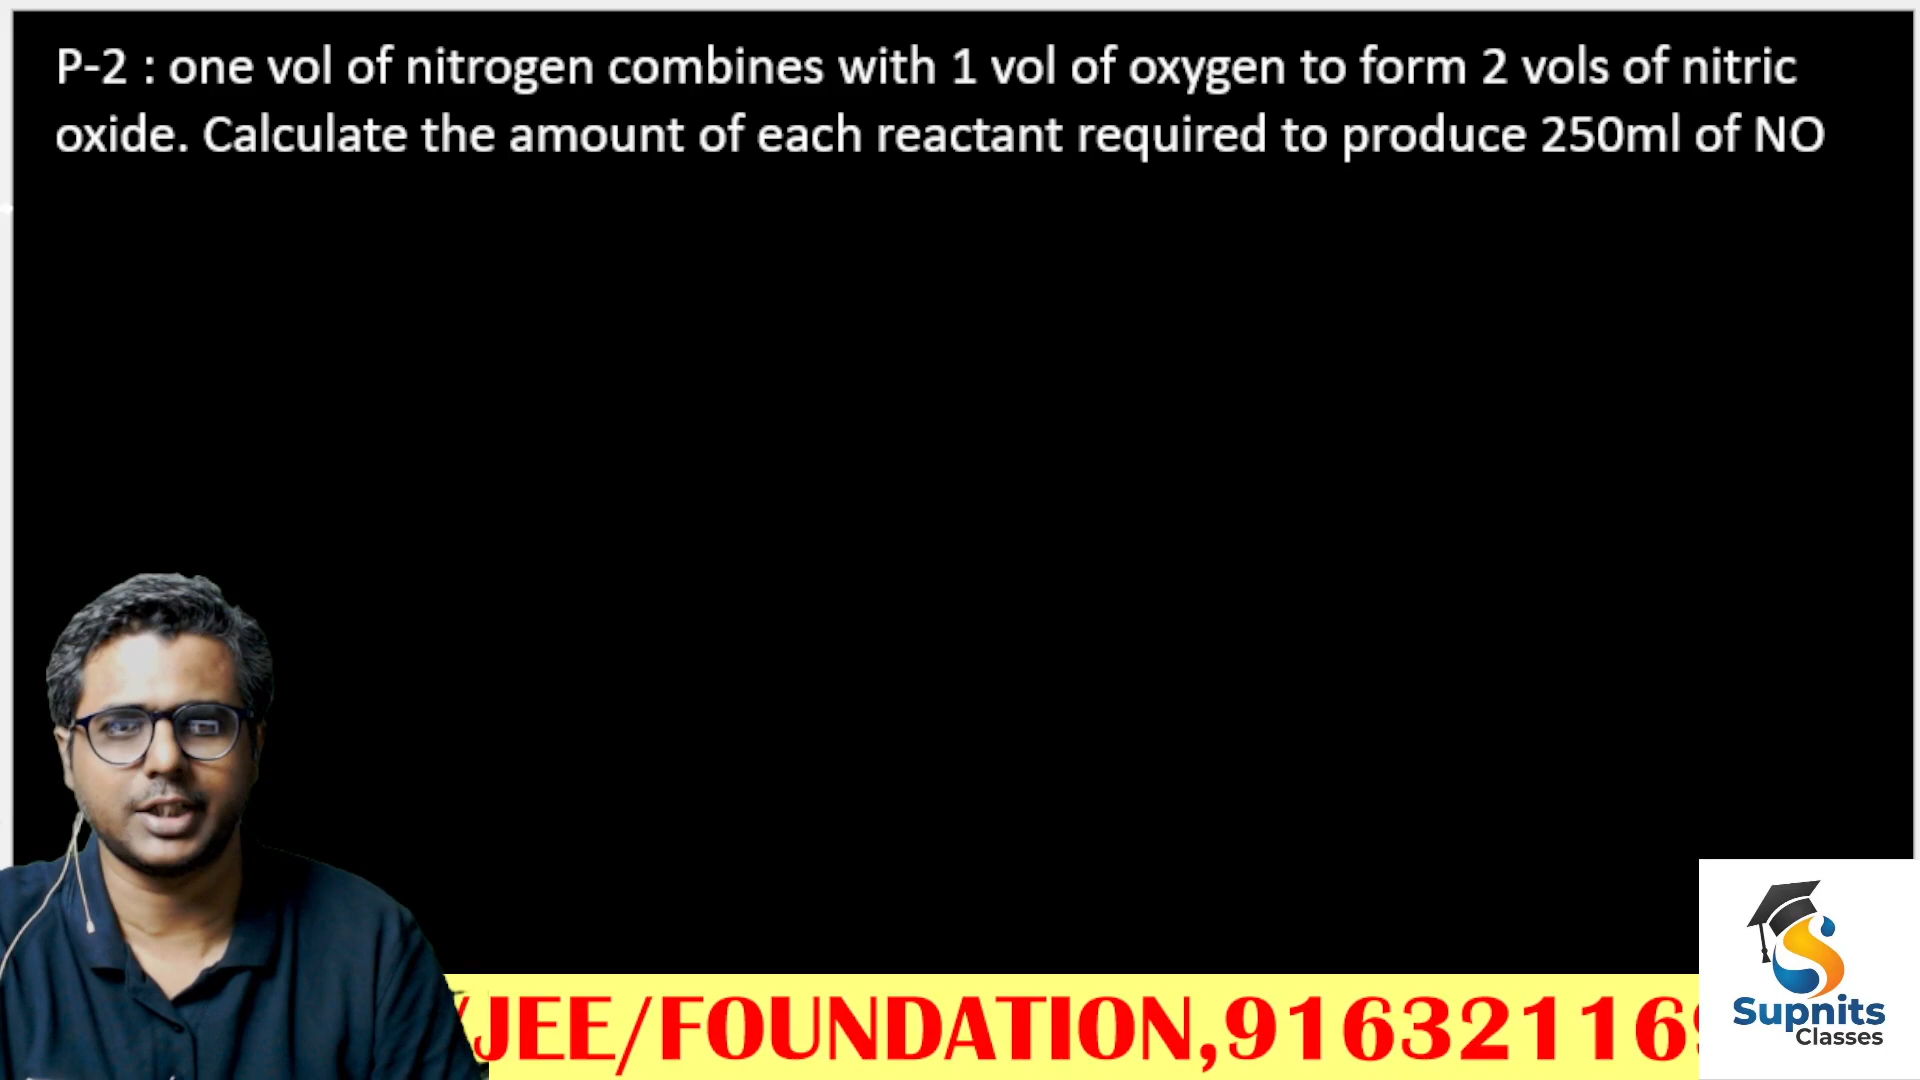 P-2 : one vol of nitrogen combines with 1 vol of oxygen to form 2 vols of nitric
oxide. Calculate the amount of each reactant required to produce 250ml of NO
/JEE/FOUNDATION,91632116
Supnits
Classes